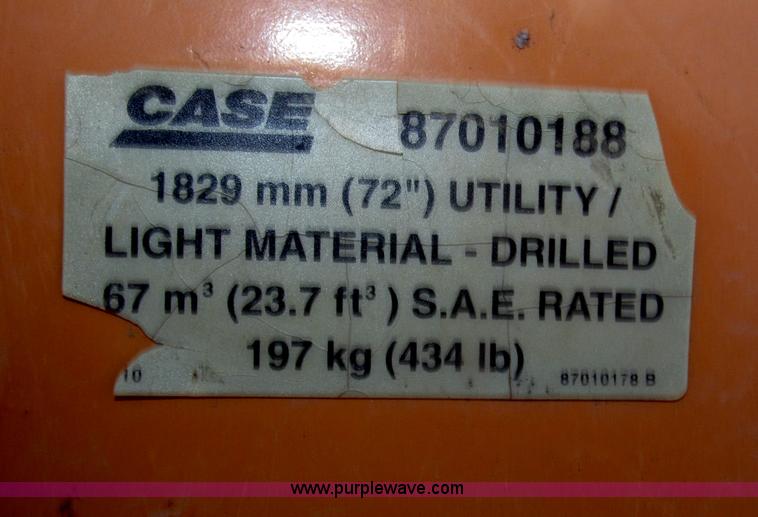 CASE 87010188
1829 mm (72") UTILITY /
LIGHT MATERIAL - DRILLED
67 m³ (23.7 ft³ ) S.A.E. RATED
197 kg (434 lb)
10 87010178 B
www.purplewave.com